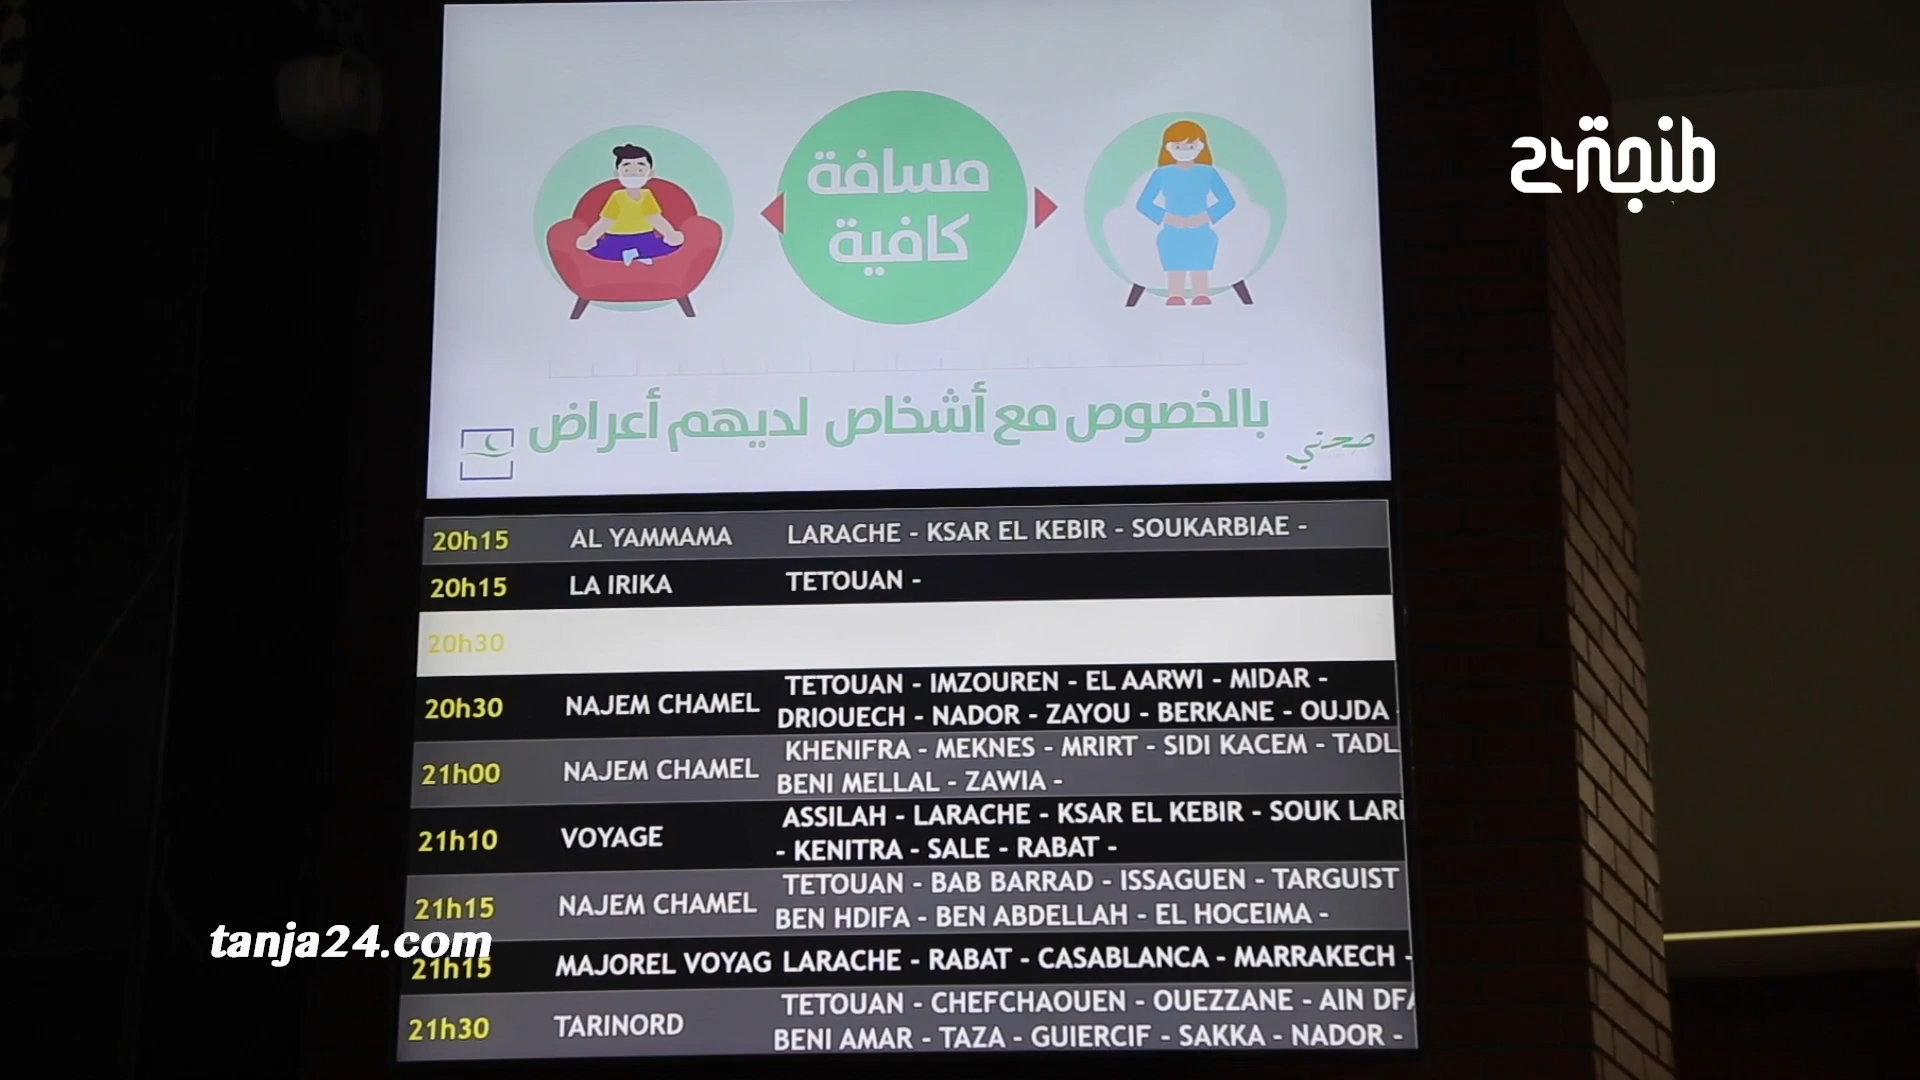 طنجة24
مسافة
كافية
بالخصوص مع أشخاص لديهم أعراض
صحتي
20h15 AL YAMMAMA LARACHE - KSAR EL KEBIR - SOUKARBIAE -
20h15 LA IRIKA TETOUAN -
20h30
20h30 NAJEM CHAMEL TETOUAN - IMZOUREN - EL AARWI - MIDAR -
DRIOUECH - NADOR - ZAYOU - BERKANE - OUJDA
21h00 NAJEM CHAMEL KHENIFRA - MEKNES - MRIRT - SIDI KACEM - TADL
BENI MELLAL - ZAWIA -
21h10 VOYAGE ASSILAH - LARACHE - KSAR EL KEBIR - SOUK LARI
- KENITRA - SALE - RABAT -
21h15 NAJEM CHAMEL TETOUAN - BAB BARRAD - ISSAGUEN - TARGUIST
BEN HDIFA - BEN ABDELLAH - EL HOCEIMA -
21h15 MAJOREL VOYAG LARACHE - RABAT - CASABLANCA - MARRAKECH -
21h30 TARINORD TETOUAN - CHEFCHAOUEN - OUEZZANE - AIN DFA
BENI AMAR - TAZA - GUIERCIF - SAKKA - NADOR -
tanja24.com